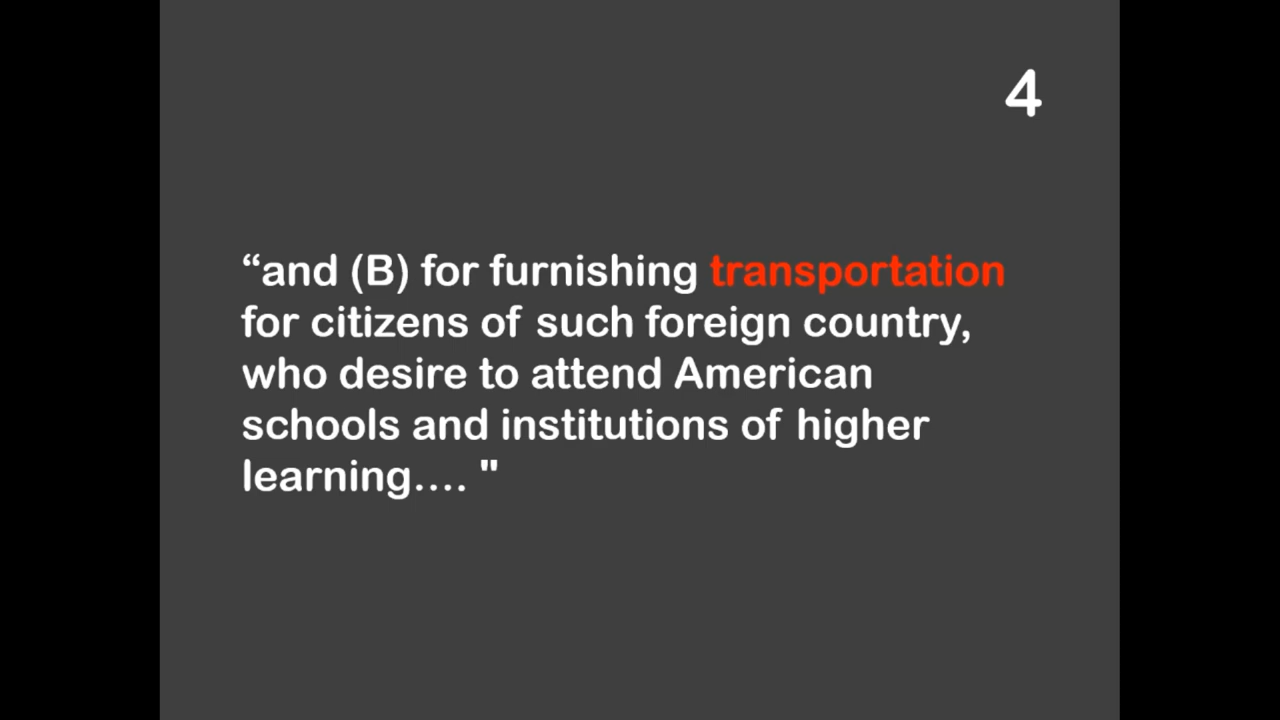 4
“and (B) for furnishing transportation
for citizens of such foreign country,
who desire to attend American
schools and institutions of higher
learning.... "